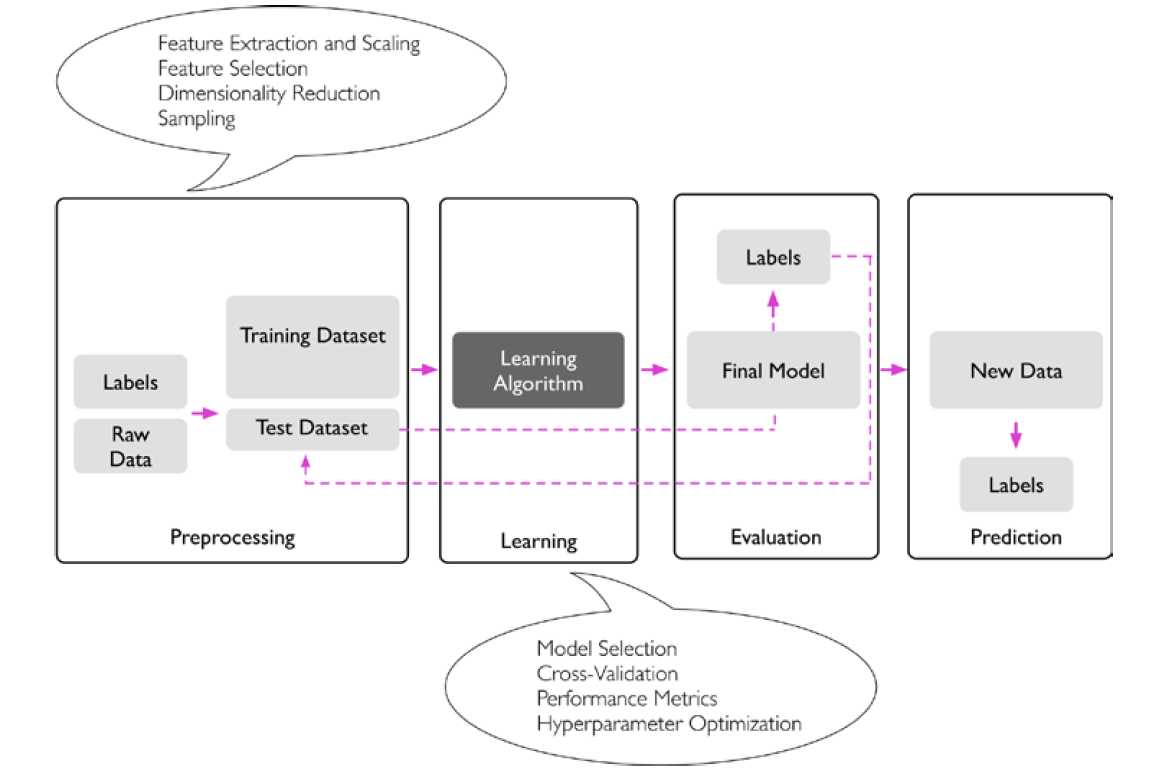 Feature Extraction and Scaling
Feature Selection
Dimensionality Reduction
Sampling
Labels
Raw
Data
Training Dataset
Test Dataset
Preprocessing
Learning
Algorithm
Learning
Labels
Final Model
Evaluation
New Data
Labels
Prediction
Model Selection
Cross-Validation
Performance Metrics
Hyperparameter Optimization